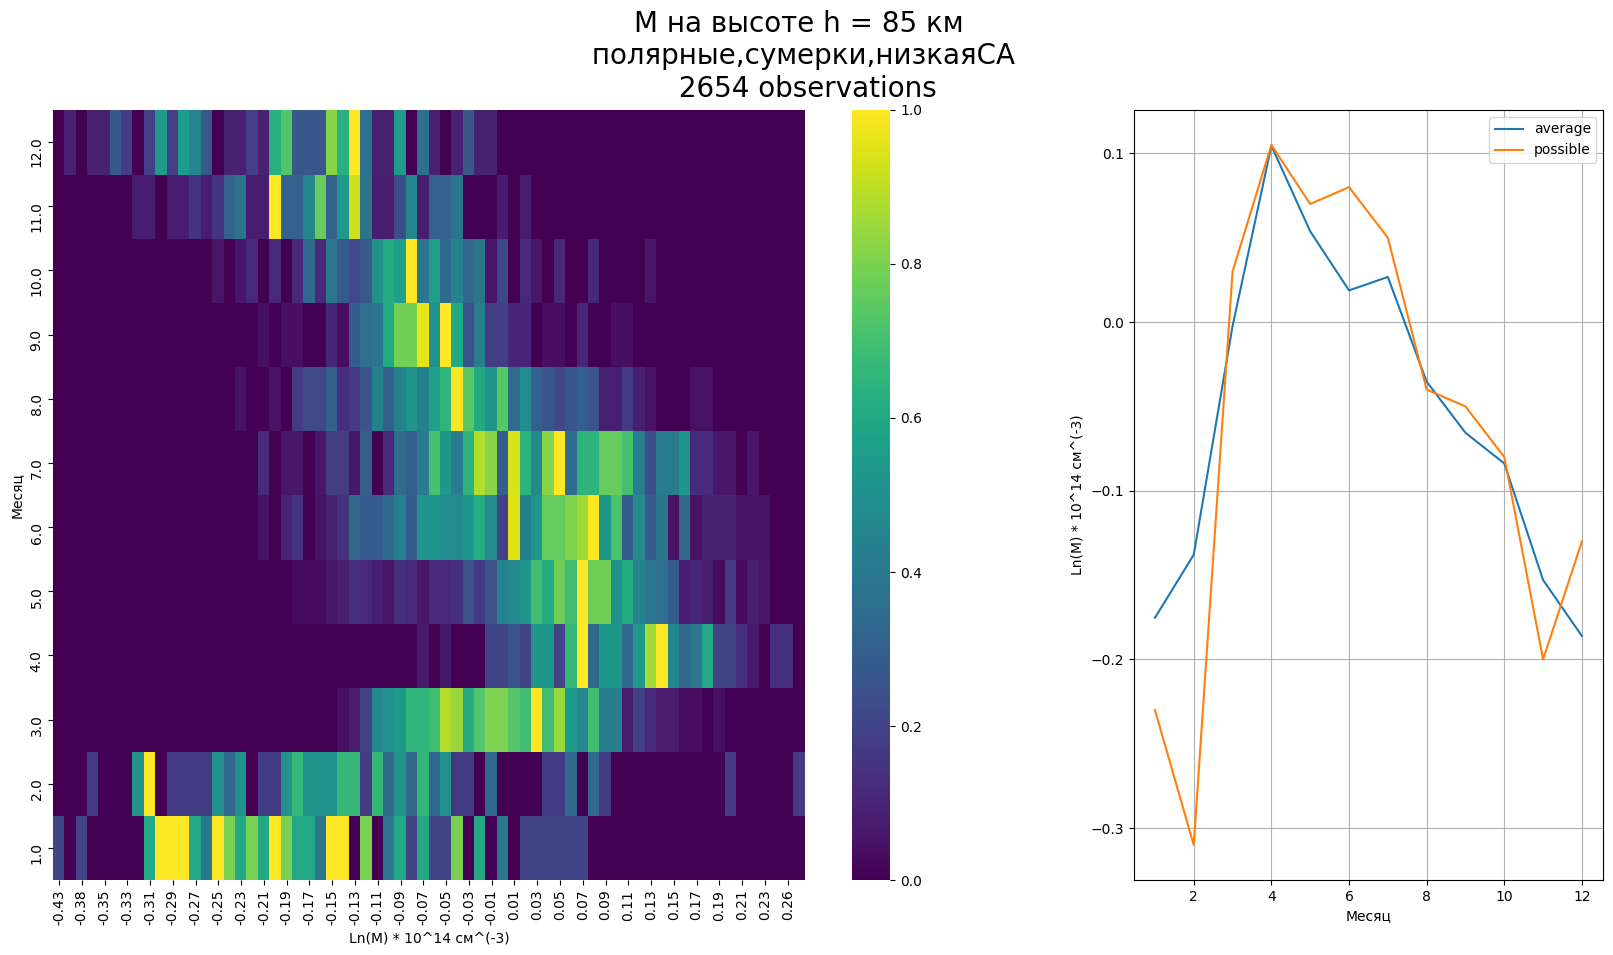 М на высоте h = 85 км
полярные,сумерки,низкаяСА
2654 observations
Месяц
12.0
11.0
10.0
9.0
8.0
7.0
6.0
5.0
4.0
3.0
2.0
1.0
-0.43 -0.38 -0.35 -0.33 -0.31 -0.29 -0.27 -0.25 -0.23 -0.21 -0.19 -0.17 -0.15 -0.13 -0.11 -0.09 -0.07 -0.05 -0.03 -0.01 0.01 0.03 0.05 0.07 0.09 0.11 0.13 0.15 0.17 0.19 0.21 0.23 0.26
Ln(M) * 10^14 см^(-3)
1.0
0.8
0.6
0.4
0.2
0.0
Ln(M) * 10^14 см^(-3)
0.1
0.0
−0.1
−0.2
−0.3
average
possible
2 4 6 8 10 12
Месяц